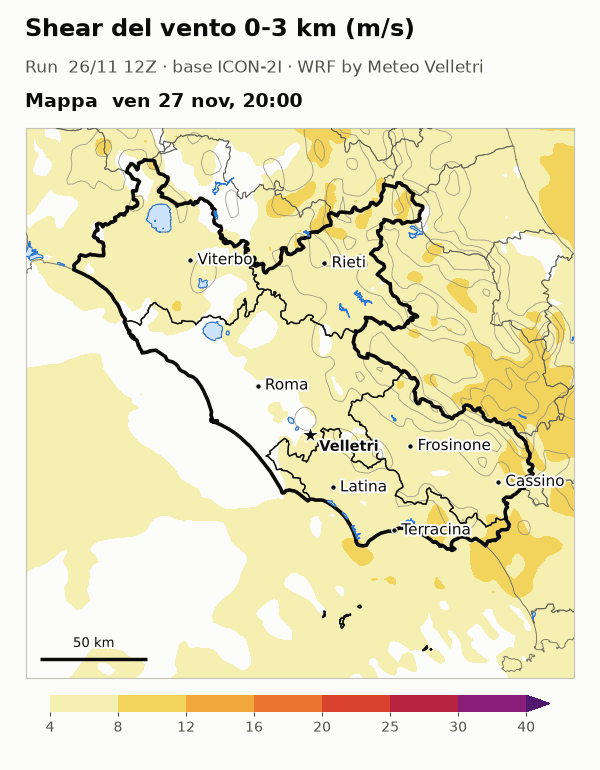 Shear del vento 0-3 km (m/s)
Run  26/11 12Z · base ICON-2I · WRF by Meteo Velletri
Mappa  ven 27 nov, 20:00
Viterbo
Rieti
Roma
Velletri
Frosinone
Cassino
Latina
Terracina
50 km
4 8 12 16 20 25 30 40